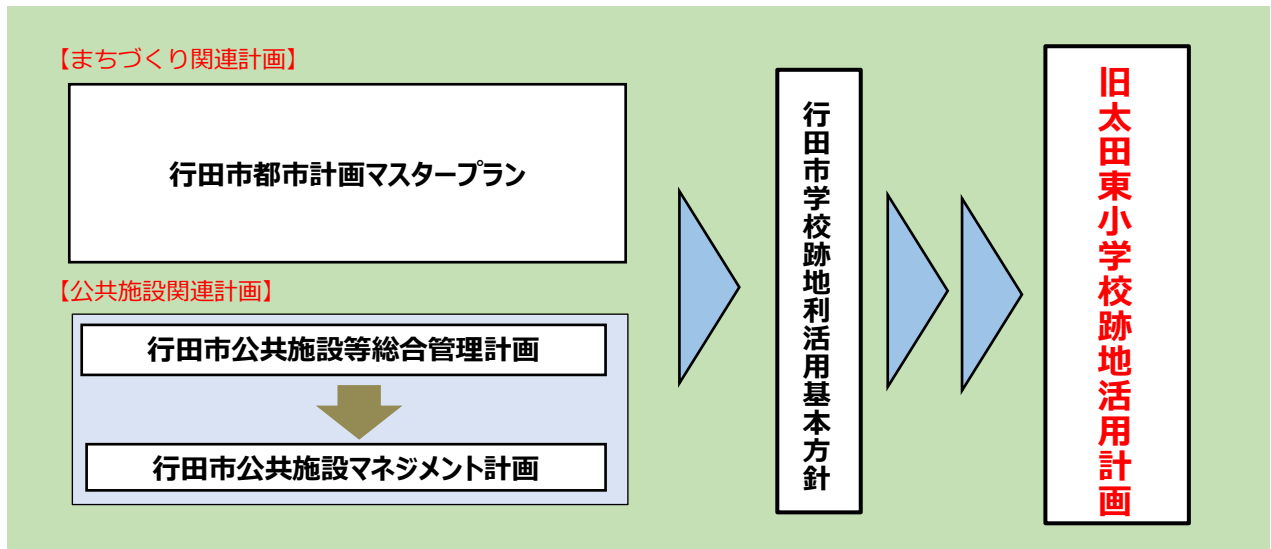 【まちづくり関連計画】
行田市都市計画マスタープラン
【公共施設関連計画】
行田市公共施設等総合管理計画
行田市公共施設マネジメント計画
行田市学校跡地利活用基本方針
旧太田東小学校跡地活用計画